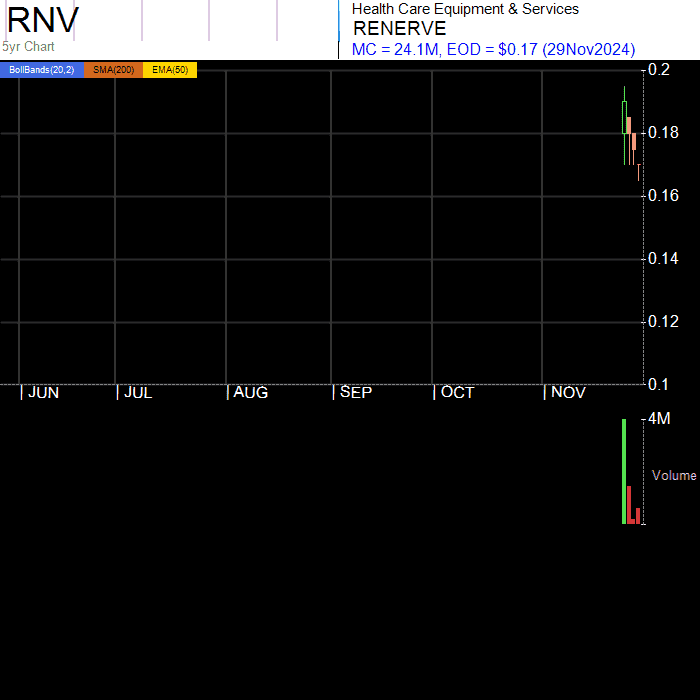 RNV
5yr Chart
Health Care Equipment & Services
RENERVE
MC = 24.1M, EOD = $0.17 (29Nov2024)
BollBands(20,2) SMA(200) EMA(50)
0.2
0.18
0.16
0.14
0.12
0.1
| JUN | JUL | AUG | SEP | OCT | NOV
4M
Volume